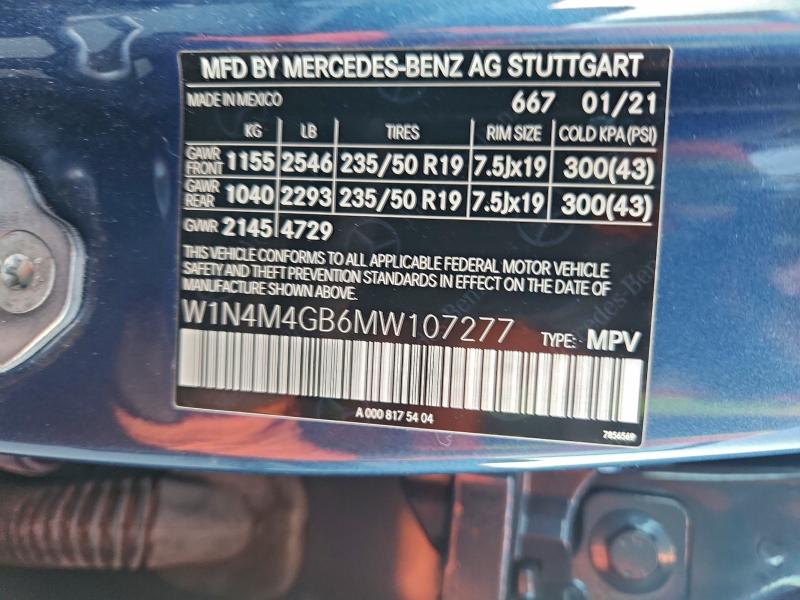 MFD BY MERCEDES-BENZ AG STUTTGART
MADE IN MEXICO 667 01/21
KG LB TIRES RIM SIZE COLD KPA (PSI)
GAWR FRONT 1155 2546 235/50 R19 7.5Jx19 300(43)
GAWR REAR 1040 2293 235/50 R19 7.5Jx19 300(43)
GVWR 2145 4729
THIS VEHICLE CONFORMS TO ALL APPLICABLE FEDERAL MOTOR VEHICLE
SAFETY AND THEFT PREVENTION STANDARDS IN EFFECT ON THE DATE OF
MANUFACTURE SHOWN ABOVE.
W1N4M4GB6MW107277 TYPE: MPV
A 000 817 54 04
7856569